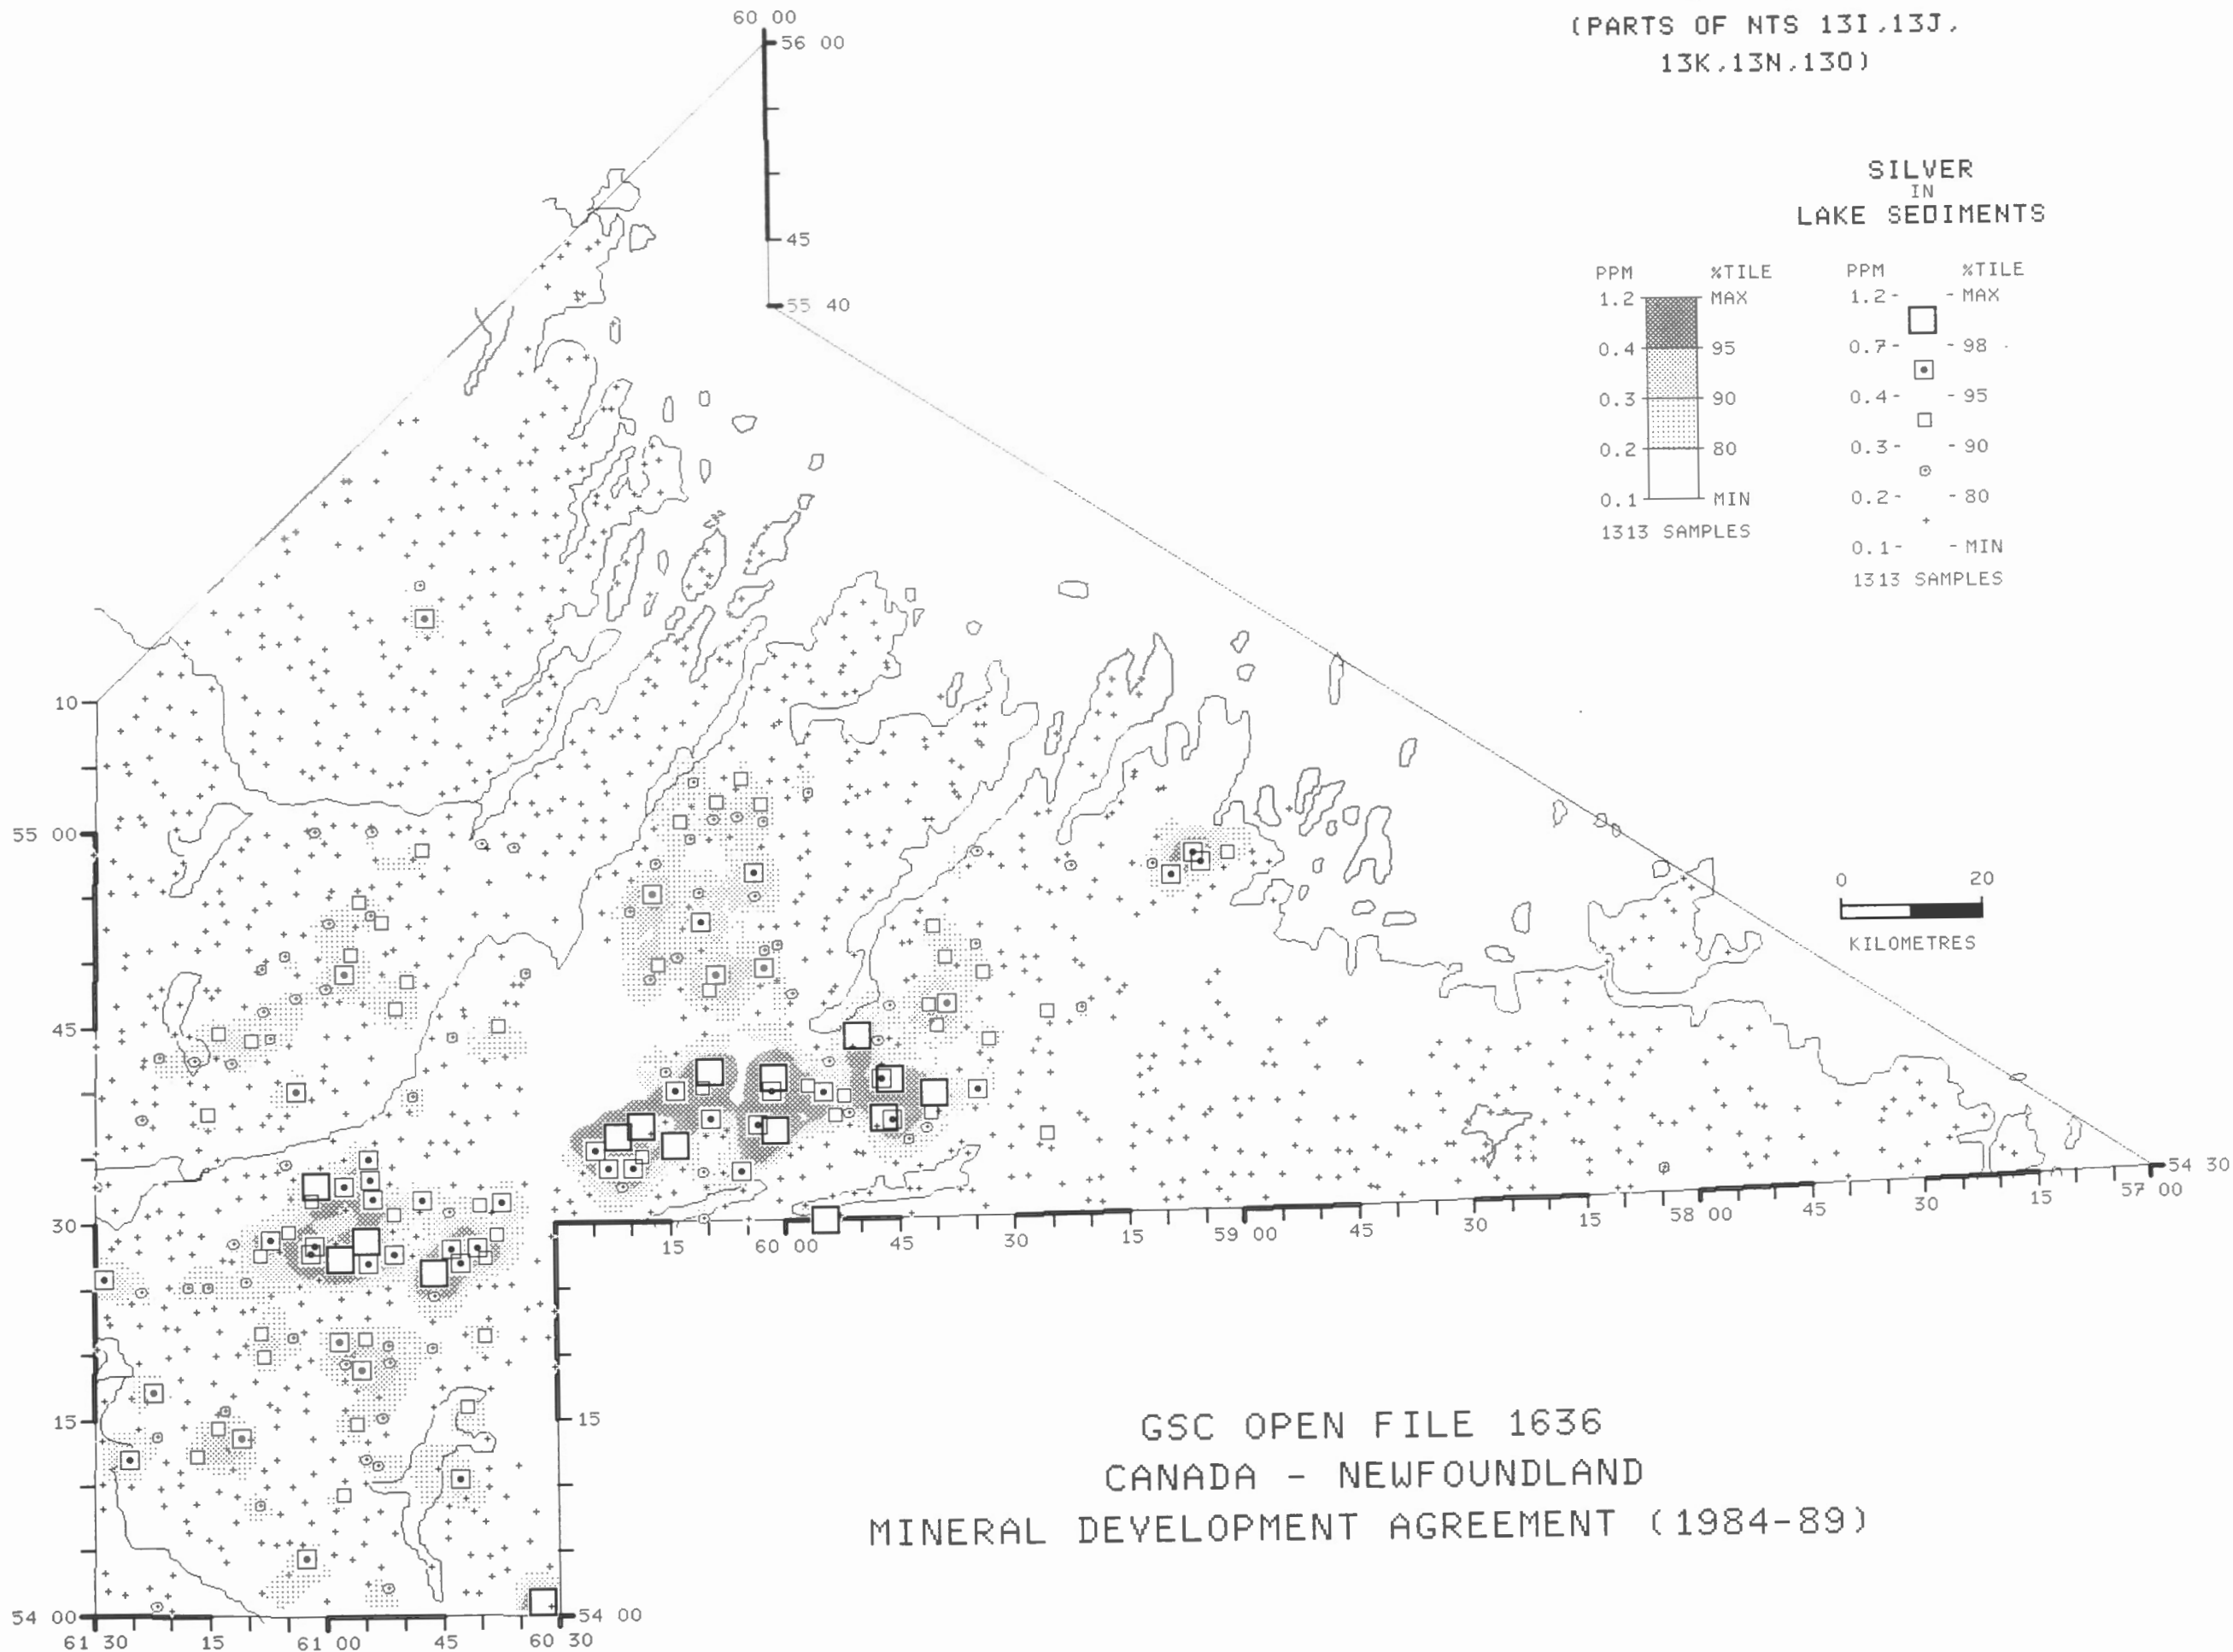 60 00
56 00
(PARTS OF NTS 13I,13J,
13K,13N,13O)
SILVER
IN
LAKE SEDIMENTS
45
PPM %TILE PPM %TILE
1.2 MAX 1.2- - MAX
55 40
0.4 95 0.7- - 98
0.3 90 0.4- - 95
0.2 80 0.3- - 90
0.1 MIN 0.2- - 80
1313 SAMPLES
0.1- - MIN
1313 SAMPLES
10
55 00
0 20
KILOMETRES
45
54 30
30
15 60 00 45 30 15 59 00 45 30 15 58 00 45 30 15 57 00
15
15
GSC OPEN FILE 1636
CANADA - NEWFOUNDLAND
MINERAL DEVELOPMENT AGREEMENT (1984-89)
54 00
54 00
61 30 15 61 00 45 60 30